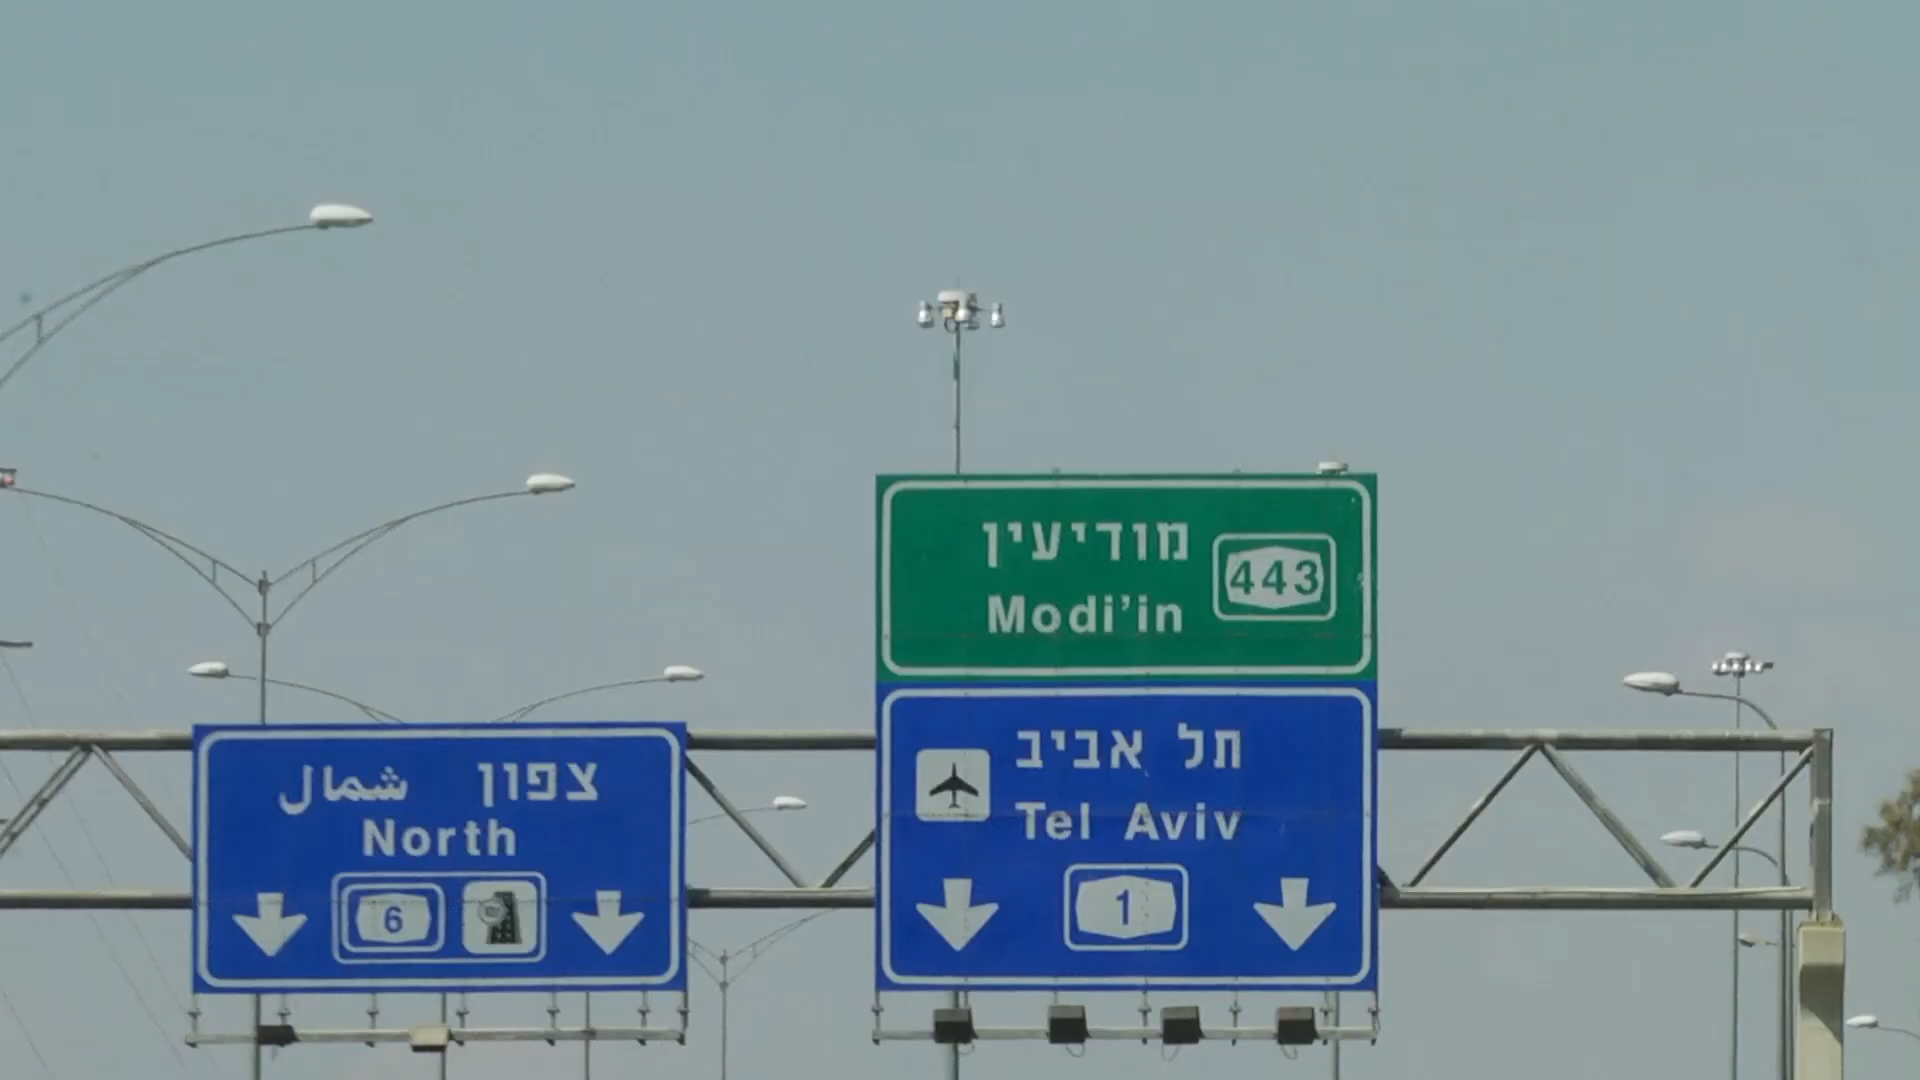 צפון شمال
North
6
מודיעין
Modi'in
443
תל אביב
Tel Aviv
1